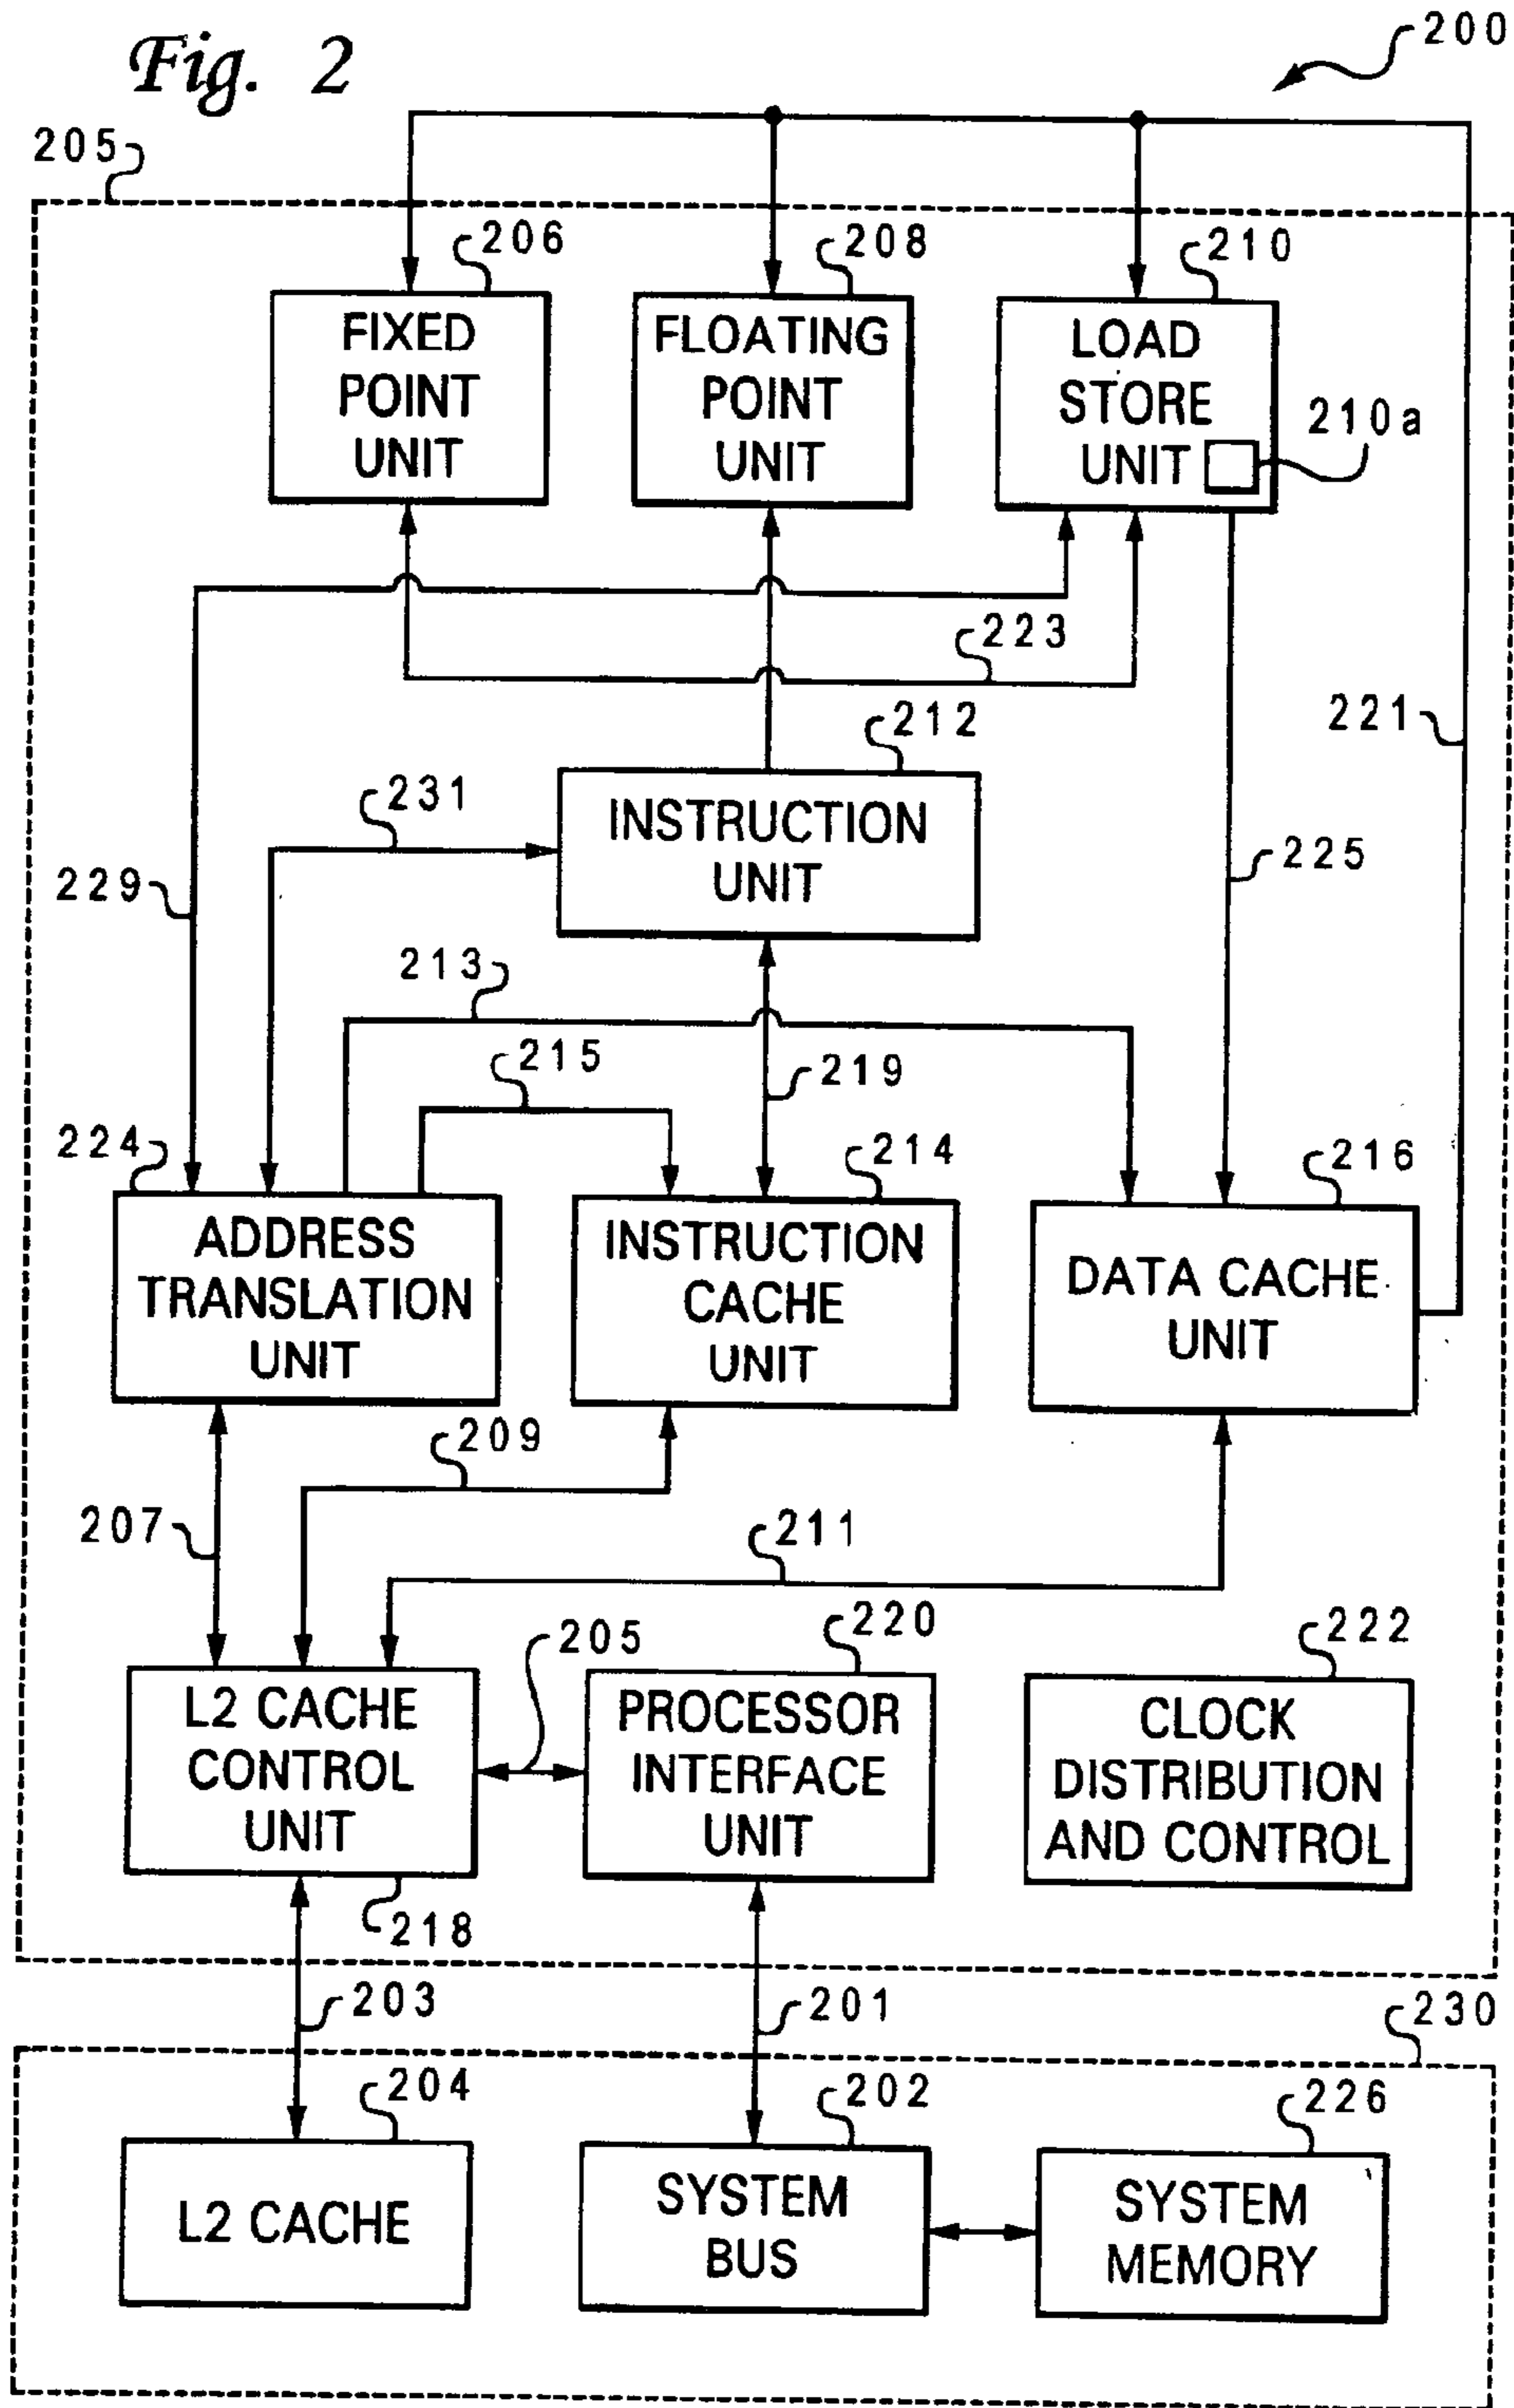 Fig. 2
200
205
206
208
210
FIXED
POINT
UNIT
FLOATING
POINT
UNIT
LOAD
STORE
UNIT
210a
223
221
212
231
INSTRUCTION
UNIT
225
229
213
215
219
224
214
216
ADDRESS
TRANSLATION
UNIT
INSTRUCTION
CACHE
UNIT
DATA CACHE
UNIT
209
207
211
205
220
222
L2 CACHE
CONTROL
UNIT
PROCESSOR
INTERFACE
UNIT
CLOCK
DISTRIBUTION
AND CONTROL
218
203
201
230
204
202
226
L2 CACHE
SYSTEM
BUS
SYSTEM
MEMORY